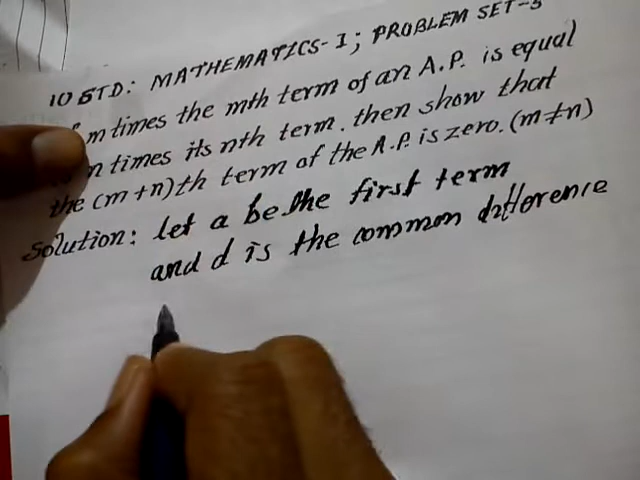 10 STD: MATHEMATICS-I; PROBLEM SET-3
m times the mth term of an A.P. is equal
n times its nth term. then show that
the (m+n)th term of the A.P. is zero. (m≠n)
Solution: let a be the first term
and d is the common difference